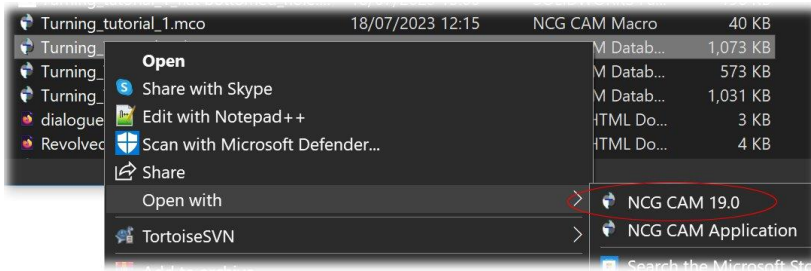 Turning_tutorial_1.mco 18/07/2023 12:15 NCG CAM Macro 40 KB
Turning_ M Datab... 1,073 KB
Turning_ M Datab... 573 KB
Turning_ M Datab... 1,031 KB
dialogue HTML Do... 3 KB
Revolved HTML Do... 4 KB
Open
Share with Skype
Edit with Notepad++
Scan with Microsoft Defender...
Share
Open with
NCG CAM 19.0
TortoiseSVN
NCG CAM Application
Search the Microsoft Sto